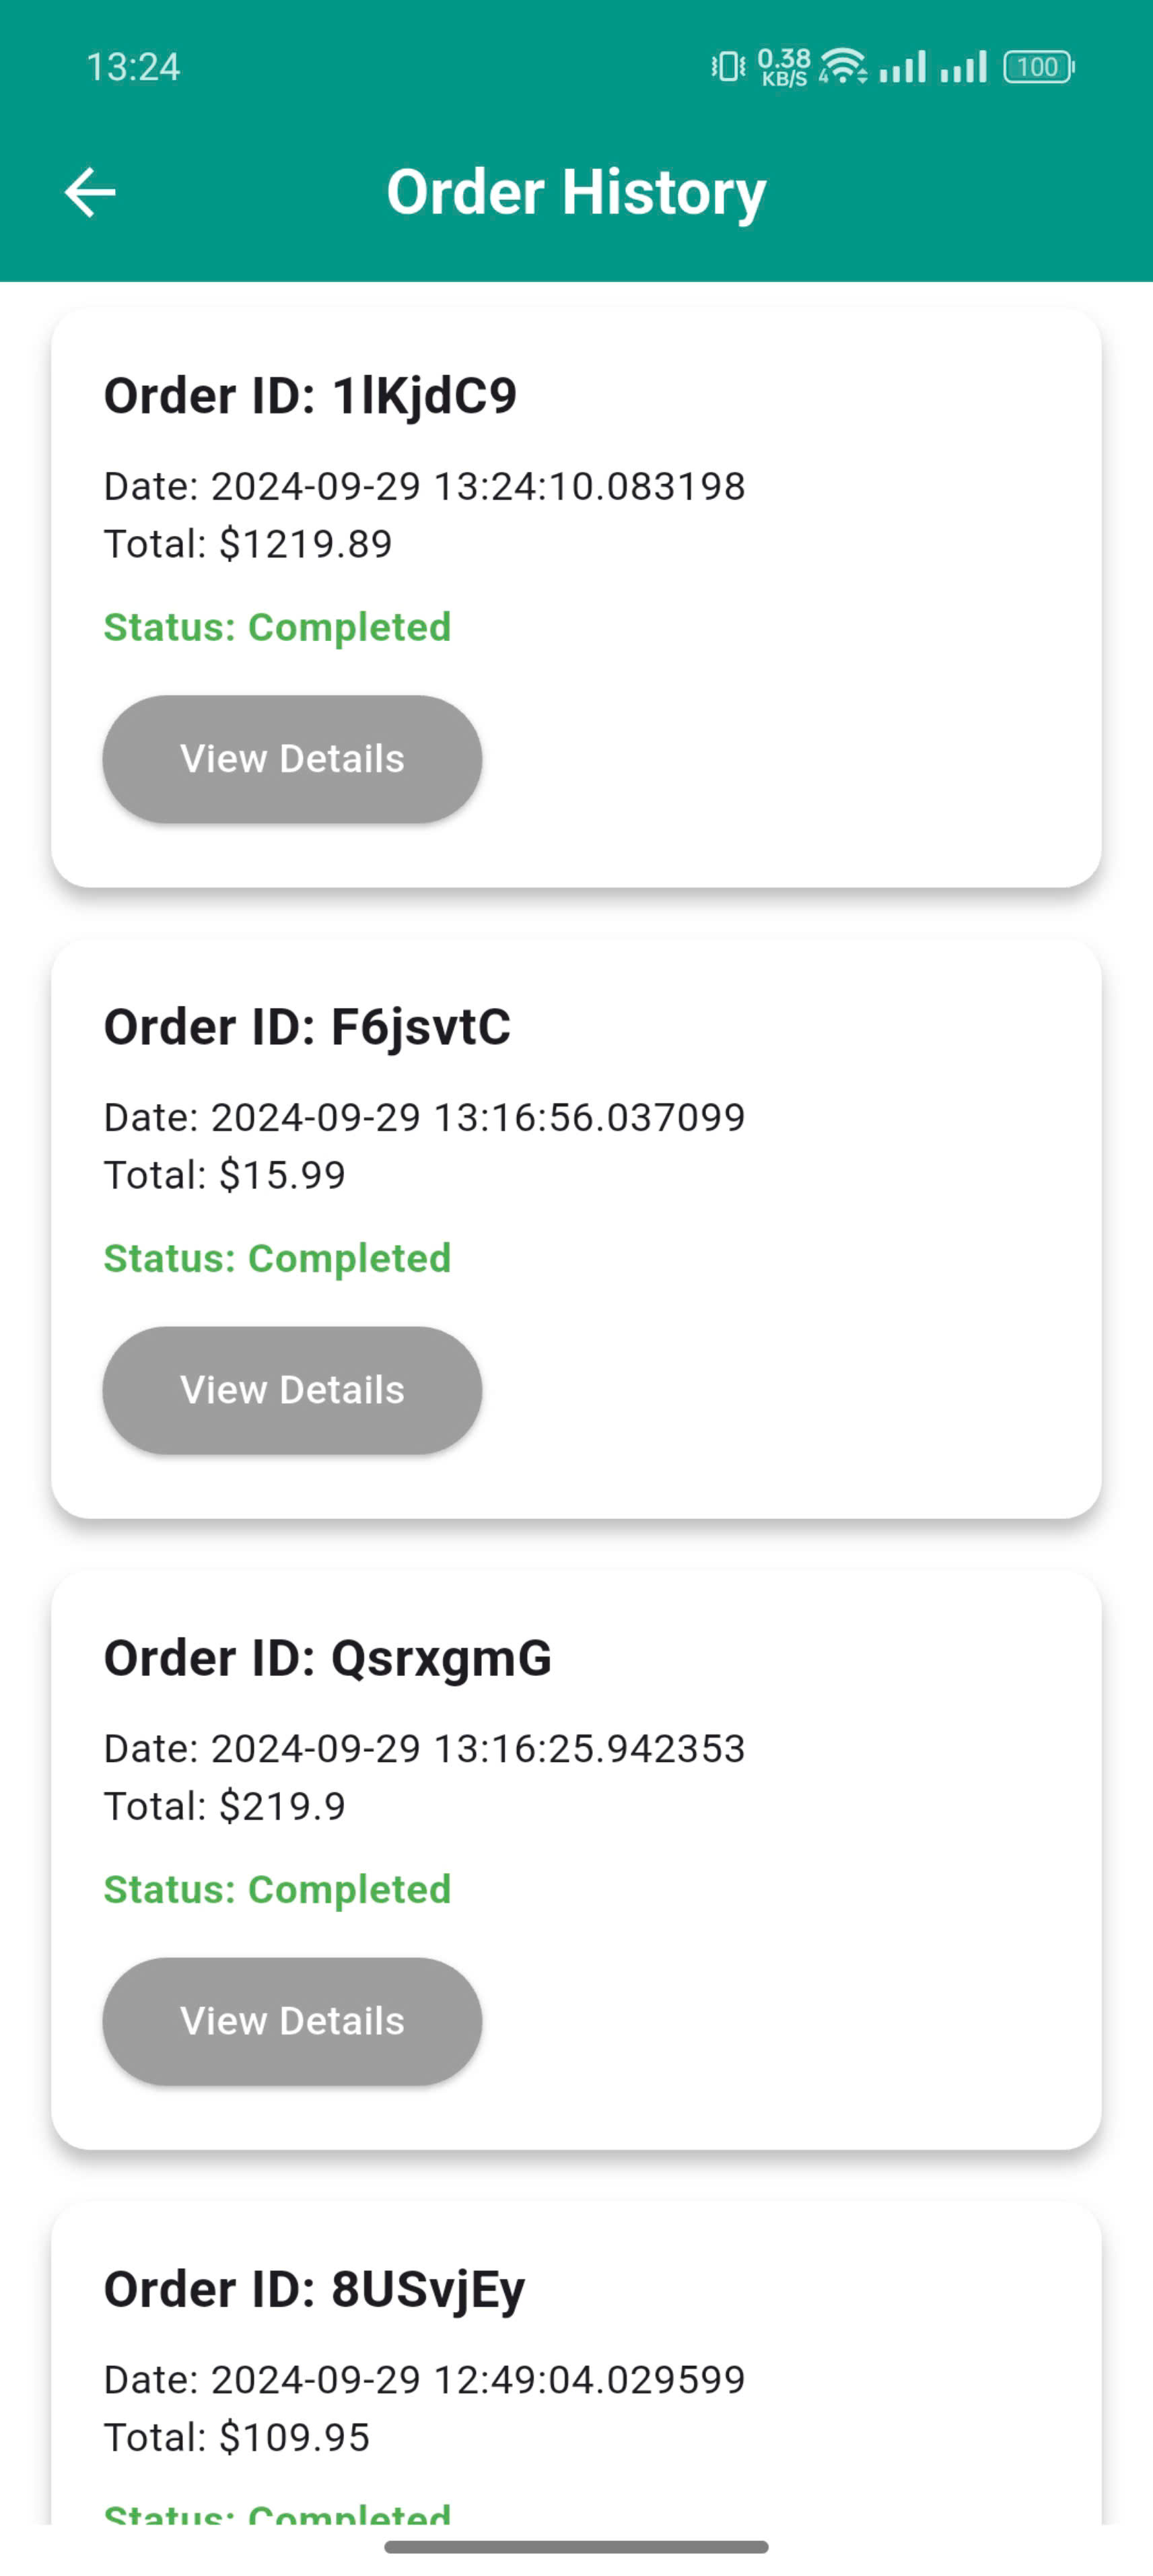 13:24
0.38
KB/S
4
100
Order History
Order ID: 1lKjdC9
Date: 2024-09-29 13:24:10.083198
Total: $1219.89
Status: Completed
View Details
Order ID: F6jsvtC
Date: 2024-09-29 13:16:56.037099
Total: $15.99
Status: Completed
View Details
Order ID: QsrxgmG
Date: 2024-09-29 13:16:25.942353
Total: $219.9
Status: Completed
View Details
Order ID: 8USvjEy
Date: 2024-09-29 12:49:04.029599
Total: $109.95
Status: Completed